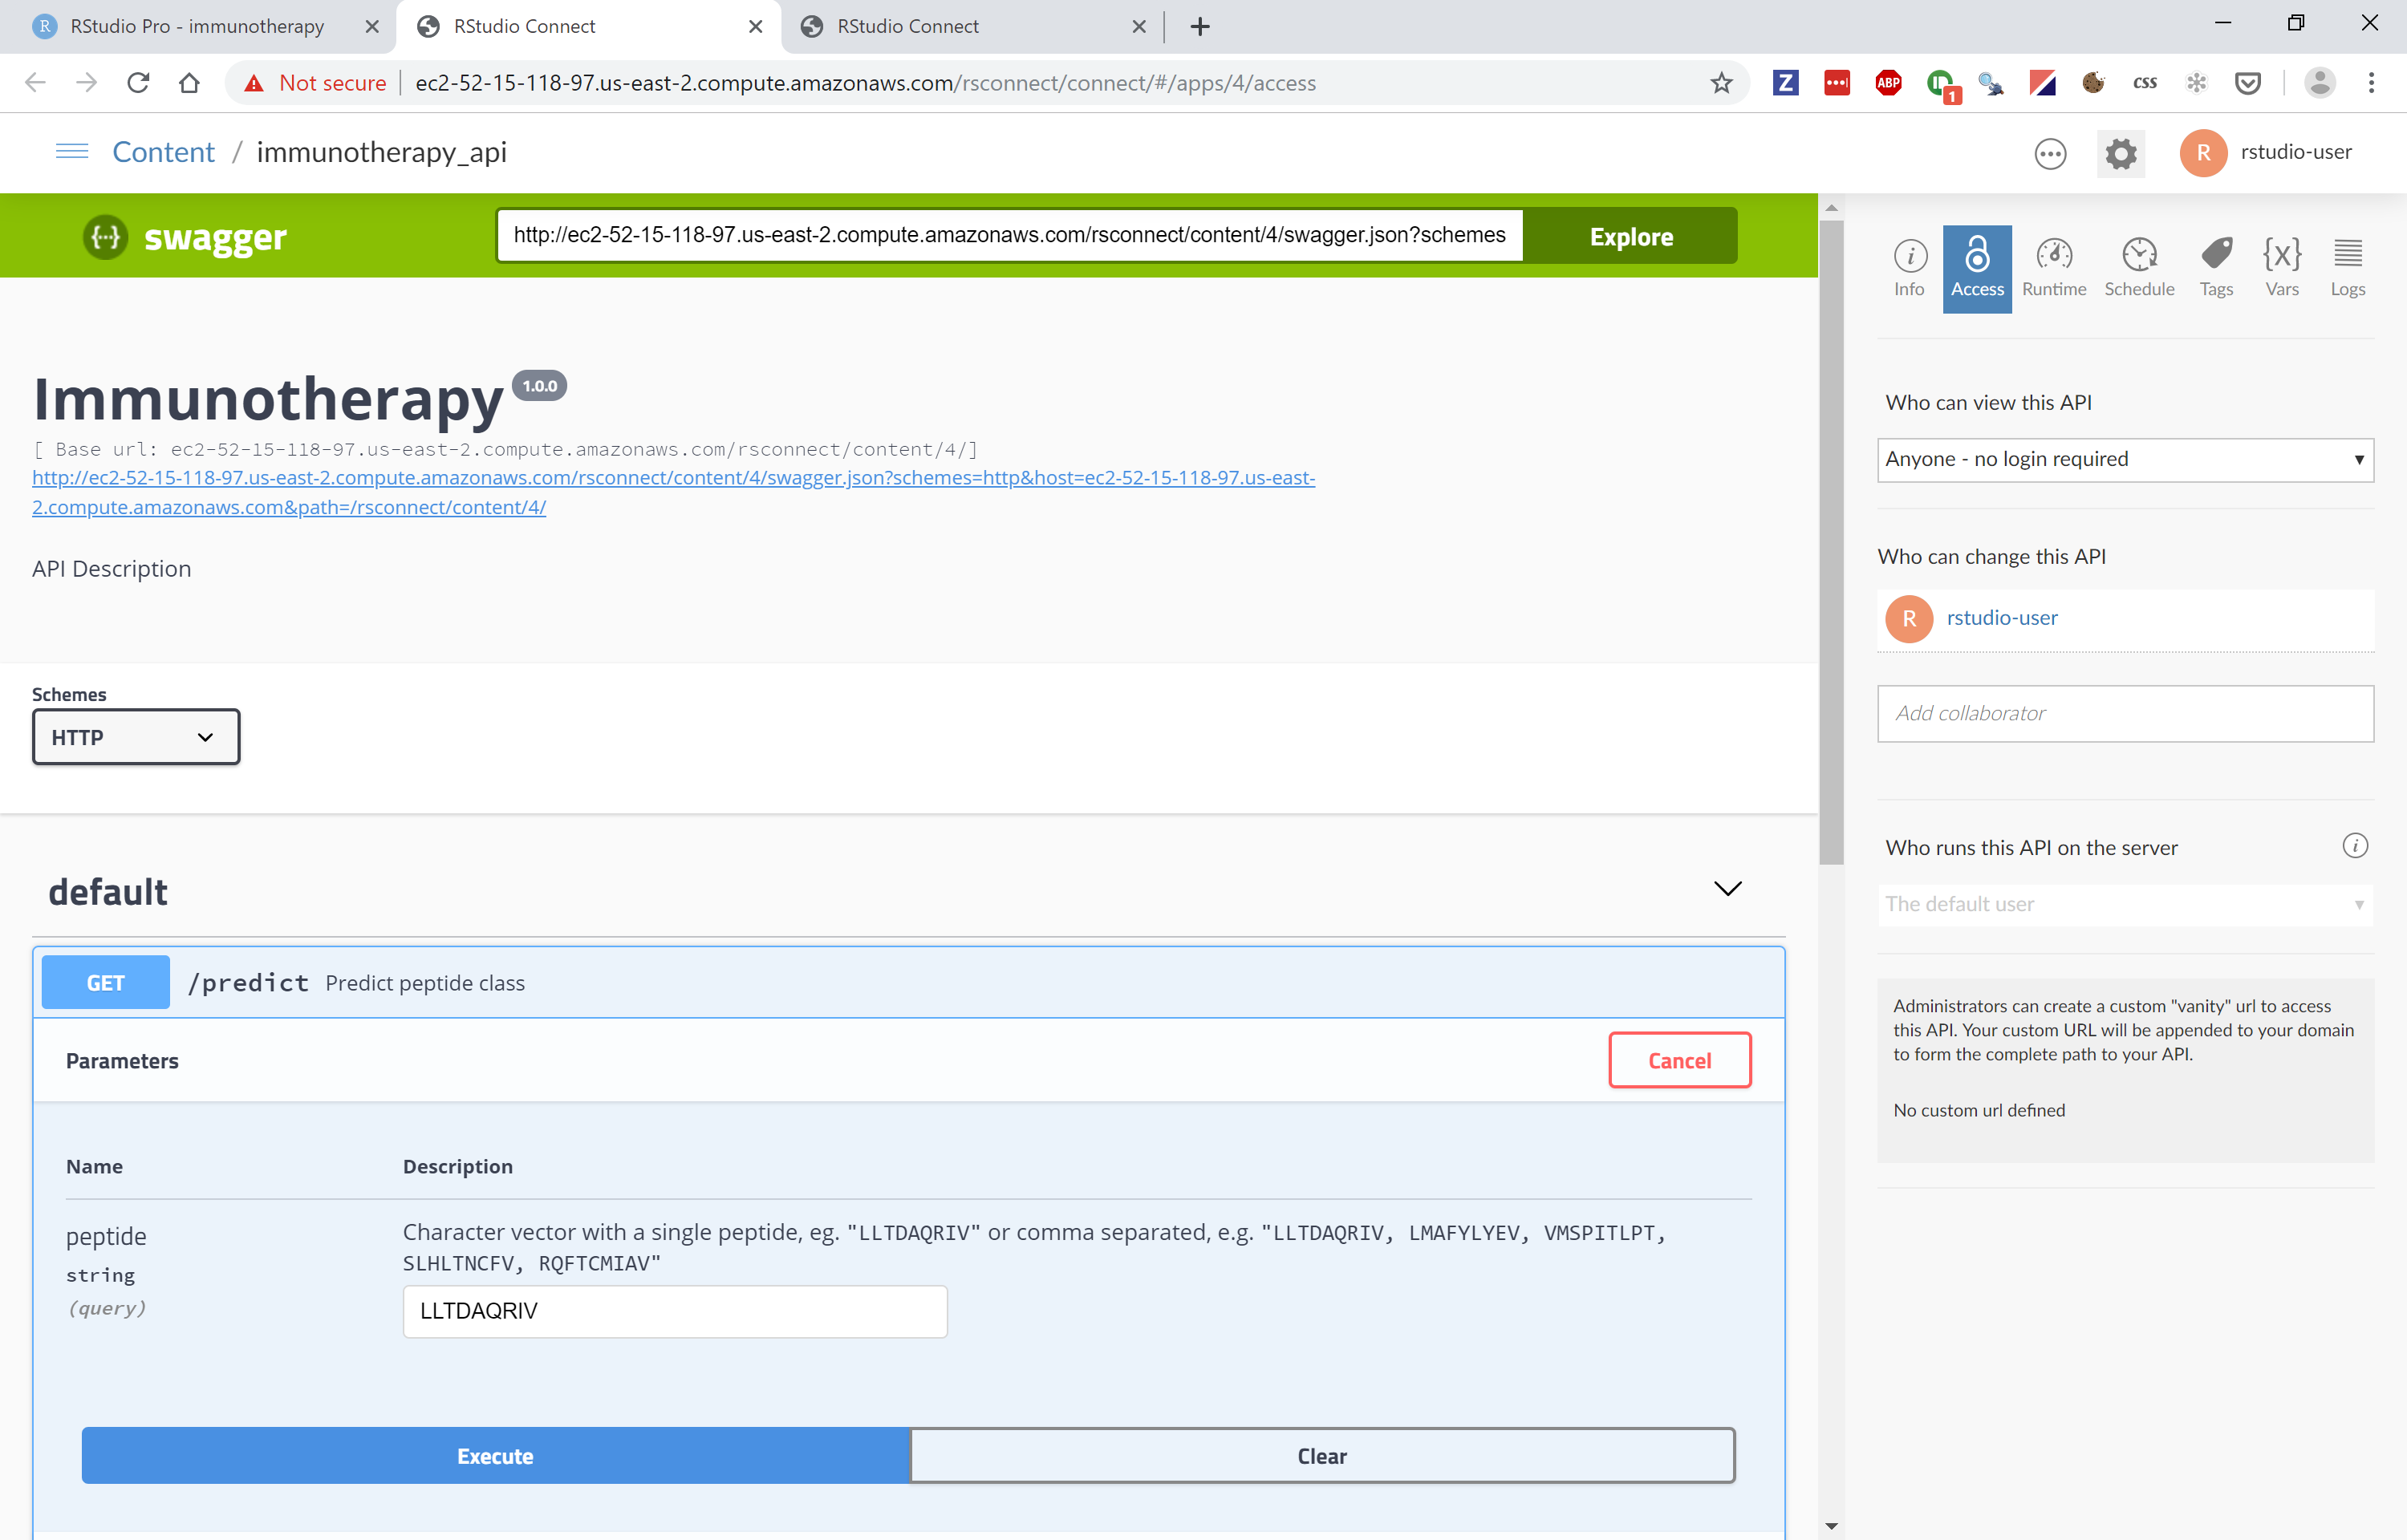 RStudio Pro - immunotherapy
RStudio Connect
RStudio Connect
Not secure
ec2-52-15-118-97.us-east-2.compute.amazonaws.com/rsconnect/connect/#/apps/4/access
Z
ABP
1
css
Content / immunotherapy_api
R
rstudio-user
swagger
http://ec2-52-15-118-97.us-east-2.compute.amazonaws.com/rsconnect/content/4/swagger.json?schemes
Explore
Info
Access
Runtime
Schedule
Tags
Vars
Logs
Immunotherapy 1.0.0
[ Base url: ec2-52-15-118-97.us-east-2.compute.amazonaws.com/rsconnect/content/4/]
http://ec2-52-15-118-97.us-east-2.compute.amazonaws.com/rsconnect/content/4/swagger.json?schemes=http&host=ec2-52-15-118-97.us-east-
2.compute.amazonaws.com&path=/rsconnect/content/4/
API Description
Schemes
HTTP
default
GET /predict Predict peptide class
Parameters
Cancel
Name Description
peptide
string
(query)
Character vector with a single peptide, eg. "LLTDAQRIV" or comma separated, e.g. "LLTDAQRIV, LMAFYLYEV, VMSPITLPT,
SLHLTNCFV, RQFTCMIAV"
LLTDAQRIV
Execute
Clear
Who can view this API
Anyone - no login required
Who can change this API
R
rstudio-user
Add collaborator
Who runs this API on the server
The default user
Administrators can create a custom "vanity" url to access
this API. Your custom URL will be appended to your domain
to form the complete path to your API.
No custom url defined